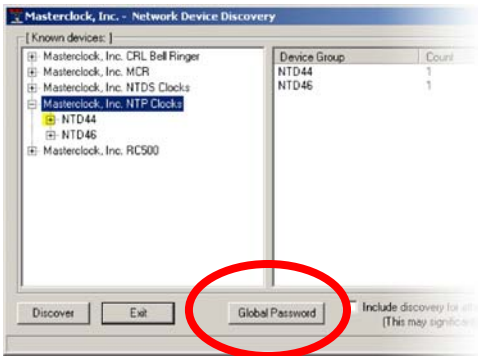 Masterclock, Inc. - Network Device Discovery
[ Known devices: ]
Masterclock, Inc. CRL Bell Ringer
Masterclock, Inc. MCR
Masterclock, Inc. NTDS Clocks
Masterclock, Inc. NTP Clocks
NTD44
NTD46
Masterclock, Inc. RC500
Device Group Count
NTD44 1
NTD46 1
Discover Exit Global Password Include discovery for
(This may